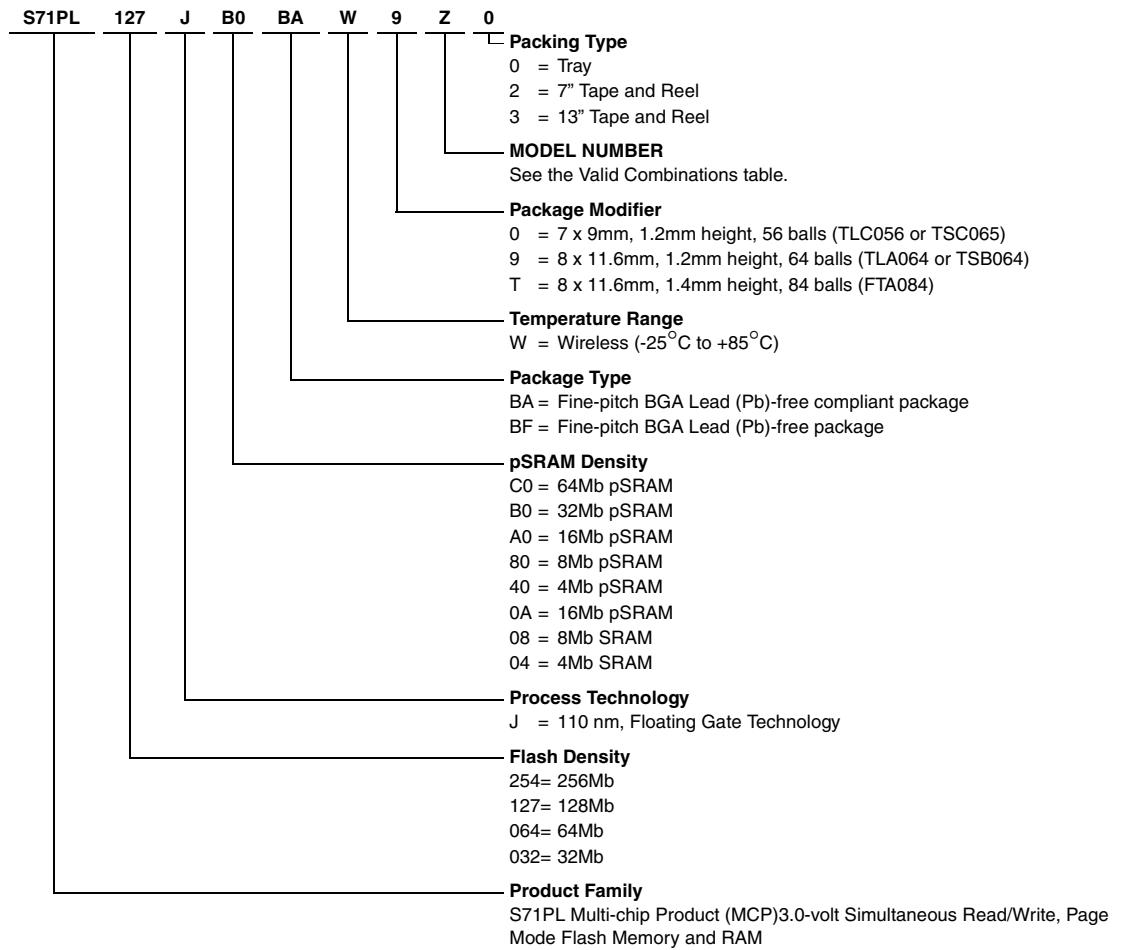 S71PL 127 J B0 BA W 9 Z 0
Packing Type
0 = Tray
2 = 7” Tape and Reel
3 = 13” Tape and Reel
MODEL NUMBER
See the Valid Combinations table.
Package Modifier
0 = 7 x 9mm, 1.2mm height, 56 balls (TLC056 or TSC065)
9 = 8 x 11.6mm, 1.2mm height, 64 balls (TLA064 or TSB064)
T = 8 x 11.6mm, 1.4mm height, 84 balls (FTA084)
Temperature Range
W = Wireless (-25°C to +85°C)
Package Type
BA = Fine-pitch BGA Lead (Pb)-free compliant package
BF = Fine-pitch BGA Lead (Pb)-free package
pSRAM Density
C0 = 64Mb pSRAM
B0 = 32Mb pSRAM
A0 = 16Mb pSRAM
80 = 8Mb pSRAM
40 = 4Mb pSRAM
0A = 16Mb pSRAM
08 = 8Mb SRAM
04 = 4Mb SRAM
Process Technology
J = 110 nm, Floating Gate Technology
Flash Density
254= 256Mb
127= 128Mb
064= 64Mb
032= 32Mb
Product Family
S71PL Multi-chip Product (MCP)3.0-volt Simultaneous Read/Write, Page
Mode Flash Memory and RAM